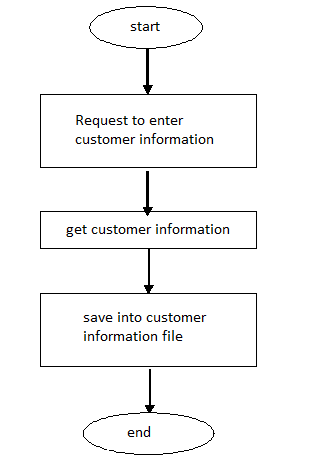 start
Request to enter
customer information
get customer information
save into customer
information file
end